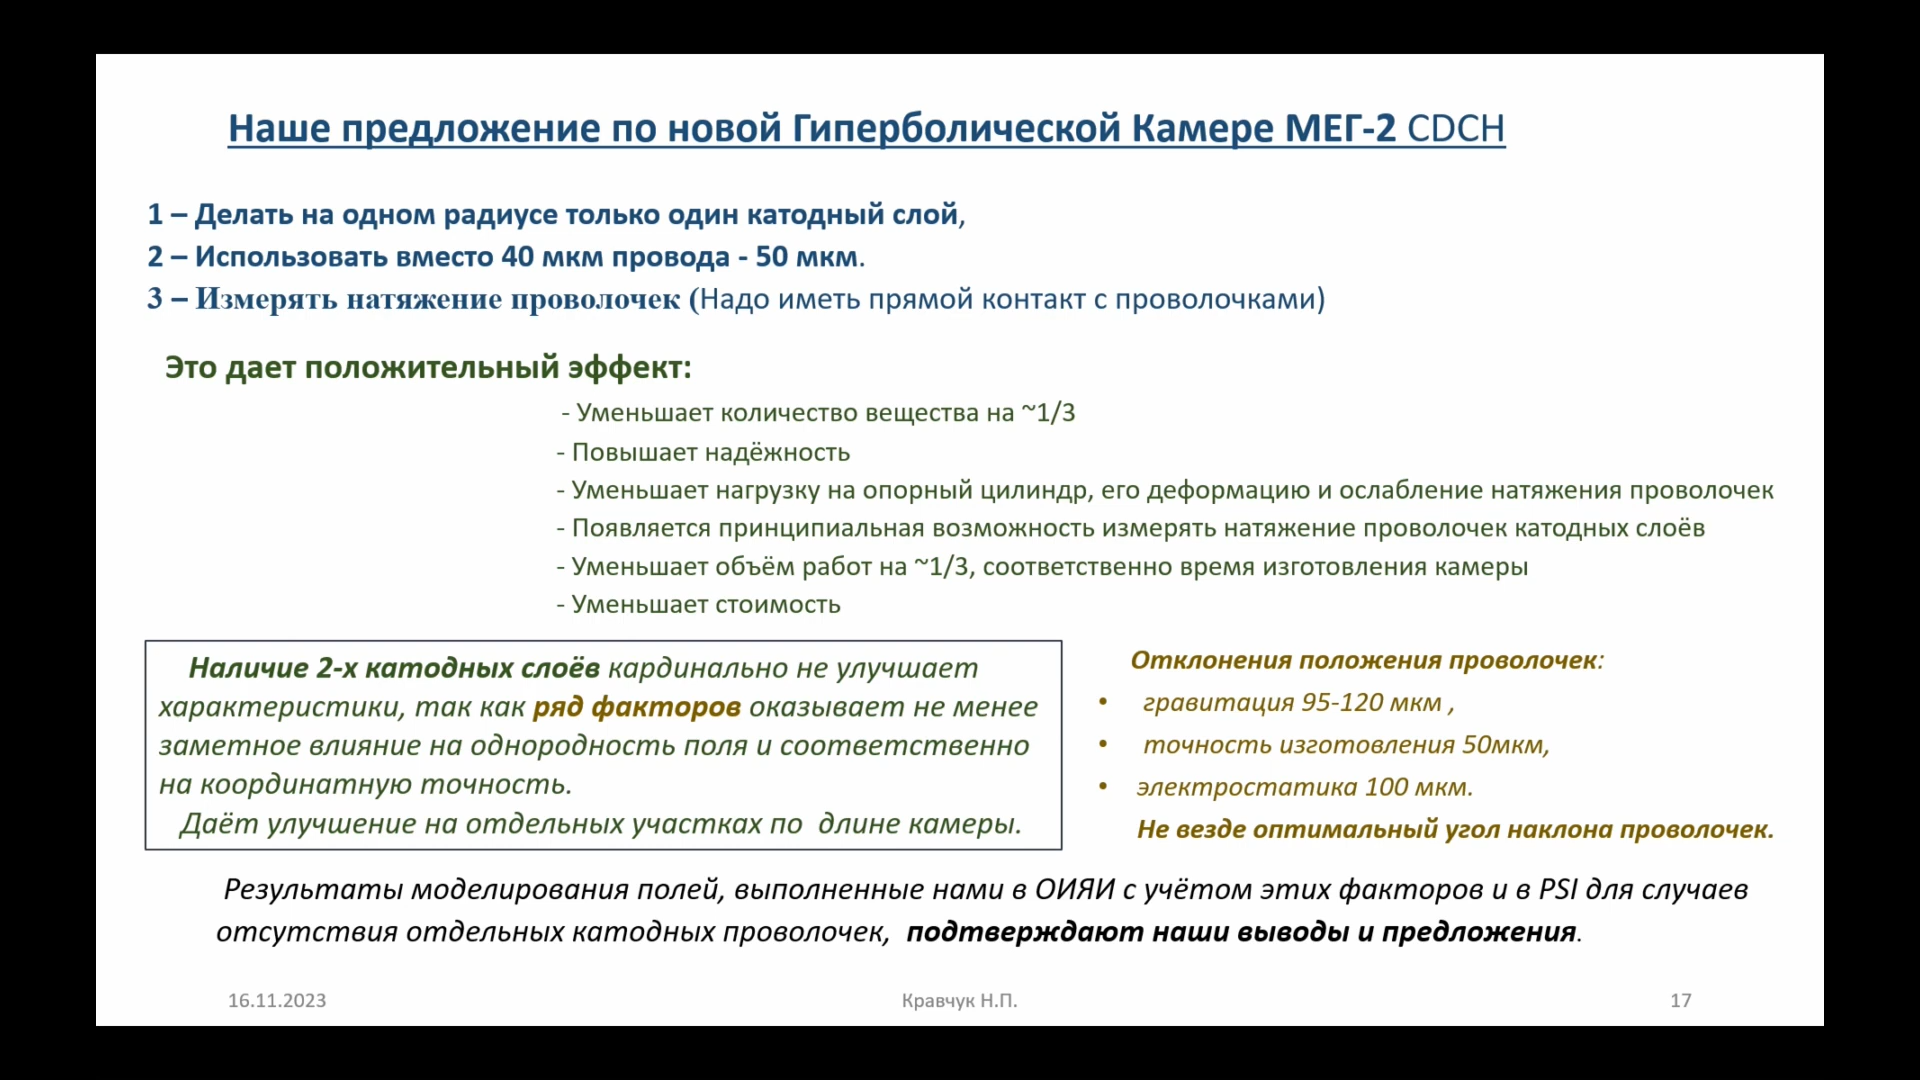 Наше предложение по новой Гиперболической Камере МЕГ-2 CDCH
1 – Делать на одном радиусе только один катодный слой,
2 – Использовать вместо 40 мкм провода - 50 мкм.
3 – Измерять натяжение проволочек (Надо иметь прямой контакт с проволочками)
Это дает положительный эффект:
- Уменьшает количество вещества на ~1/3
- Повышает надёжность
- Уменьшает нагрузку на опорный цилиндр, его деформацию и ослабление натяжения проволочек
- Появляется принципиальная возможность измерять натяжение проволочек катодных слоёв
- Уменьшает объём работ на ~1/3, соответственно время изготовления камеры
- Уменьшает стоимость
Наличие 2-х катодных слоёв кардинально не улучшает
характеристики, так как ряд факторов оказывает не менее
заметное влияние на однородность поля и соответственно
на координатную точность.
Даёт улучшение на отдельных участках по длине камеры.
Отклонения положения проволочек:
• гравитация 95-120 мкм ,
• точность изготовления 50мкм,
• электростатика 100 мкм.
Не везде оптимальный угол наклона проволочек.
Результаты моделирования полей, выполненные нами в ОИЯИ с учётом этих факторов и в PSI для случаев
отсутствия отдельных катодных проволочек, подтверждают наши выводы и предложения.
16.11.2023
Кравчук Н.П.
17